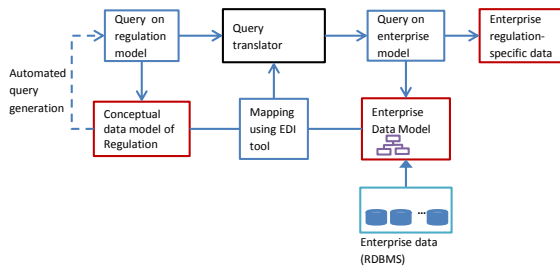 Query on
regulation
model
Query
translator
Query on
enterprise
model
Enterprise
regulation-
specific data
Automated
query
generation
Conceptual
data model of
Regulation
Mapping
using EDI
tool
Enterprise
Data Model
...
Enterprise data
(RDBMS)